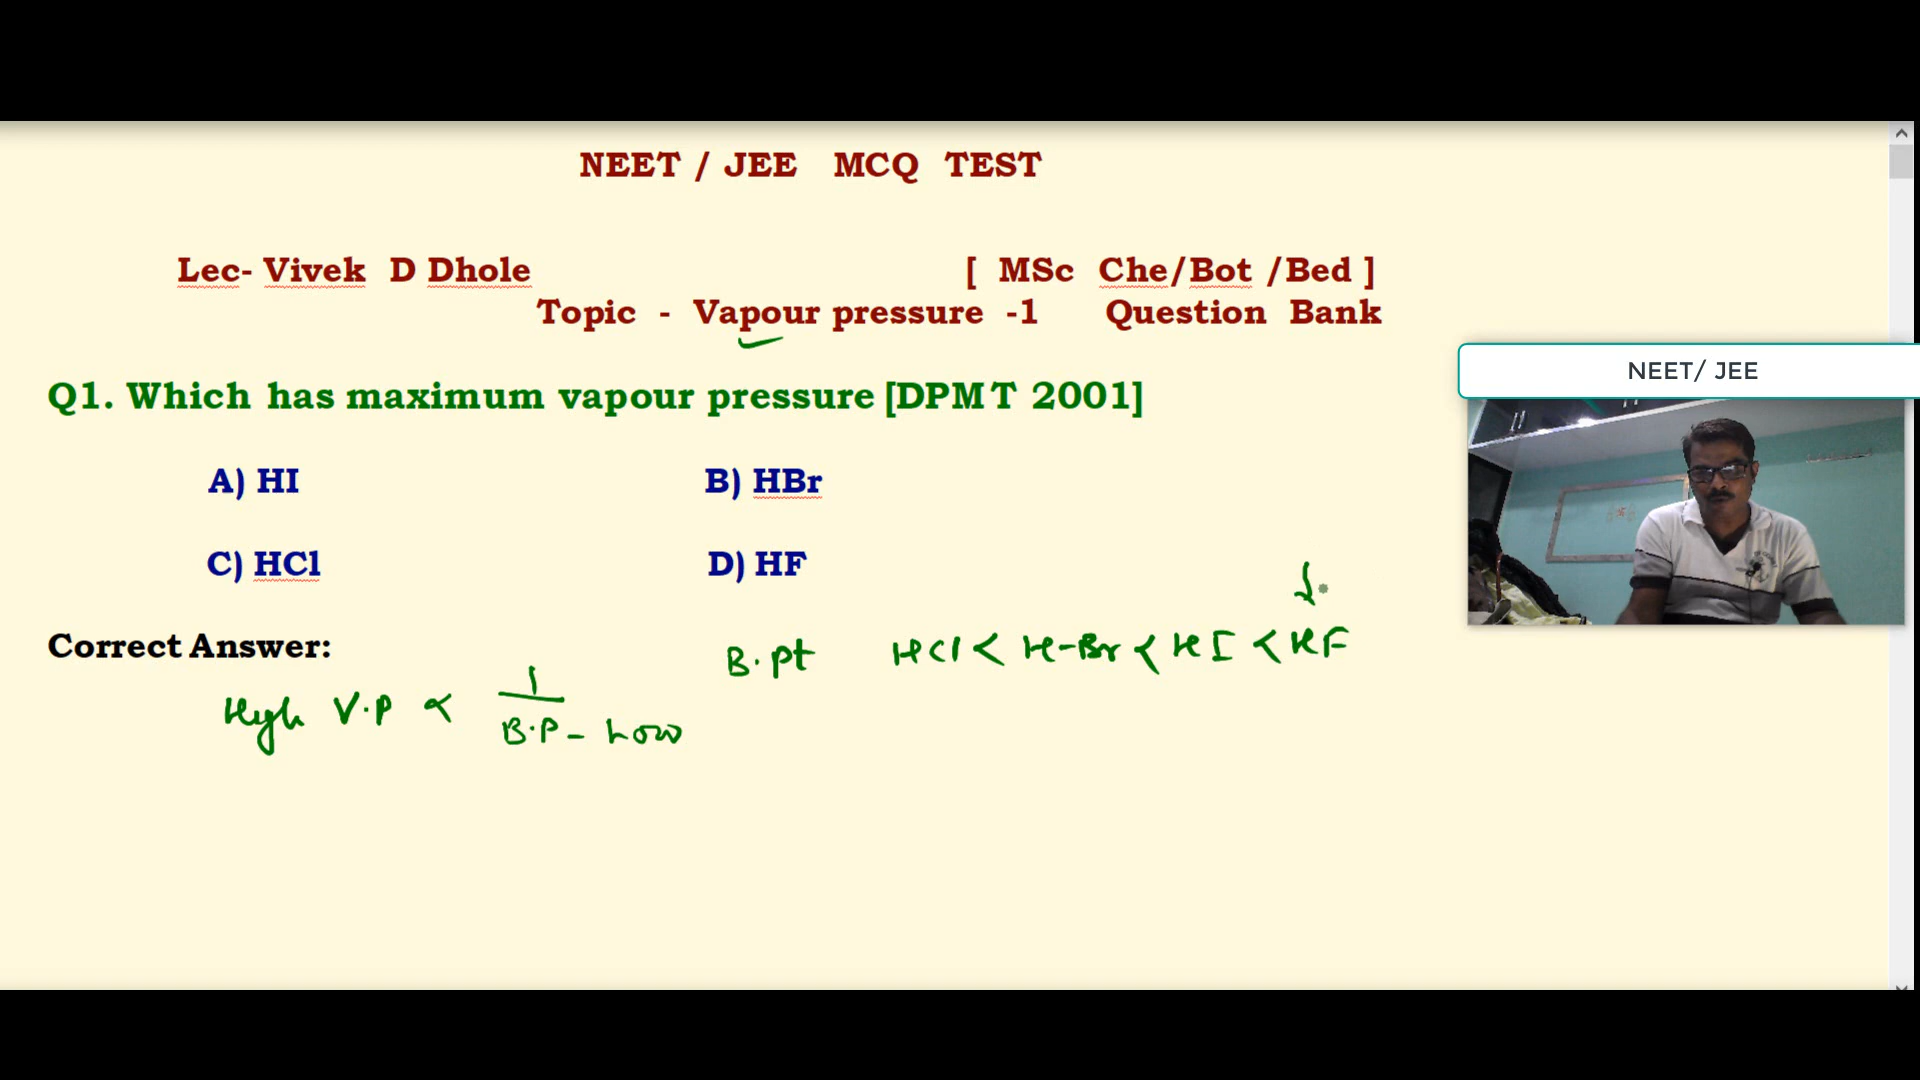 NEET / JEE MCQ TEST
Lec- Vivek D Dhole [ MSc Che/Bot /Bed ]
Topic - Vapour pressure -1 Question Bank
NEET/ JEE
Q1. Which has maximum vapour pressure [DPMT 2001]
A) HI B) HBr
C) HCl D) HF
Correct Answer:
B.pt HCl < H-Br < HI < HF
High V.P ∝ 1
B.P - Low